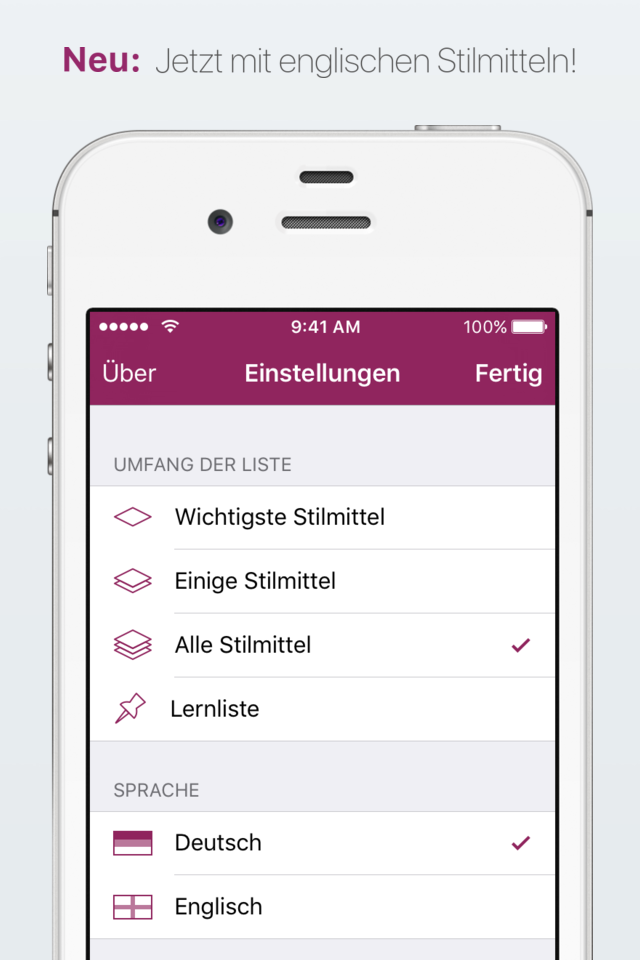 Neu: Jetzt mit englischen Stilmitteln!
9:41 AM 100%
Über Einstellungen Fertig
UMFANG DER LISTE
Wichtigste Stilmittel
Einige Stilmittel
Alle Stilmittel
Lernliste
SPRACHE
Deutsch
Englisch